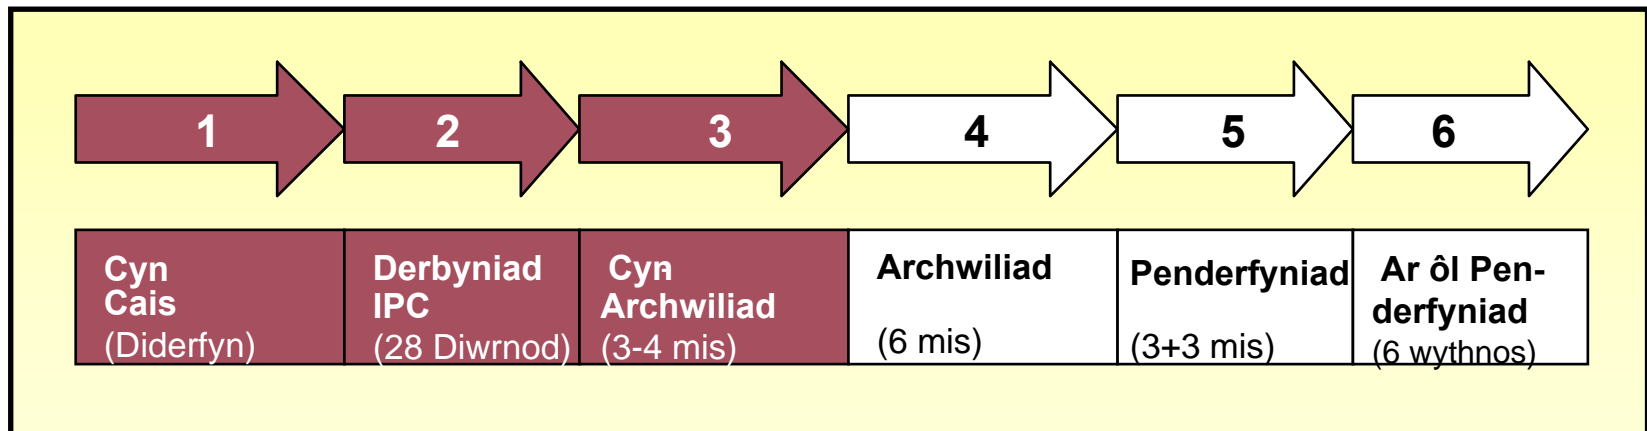 1
2
3
4
5
6
Cyn
Cais
(Diderfyn)
Derbyniad
IPC
(28 Diwrnod)
Cyn-
Archwiliad
(3-4 mis)
Archwiliad
(6 mis)
Penderfyniad
(3+3 mis)
Ar ôl Pen-
derfyniad
(6 wythnos)